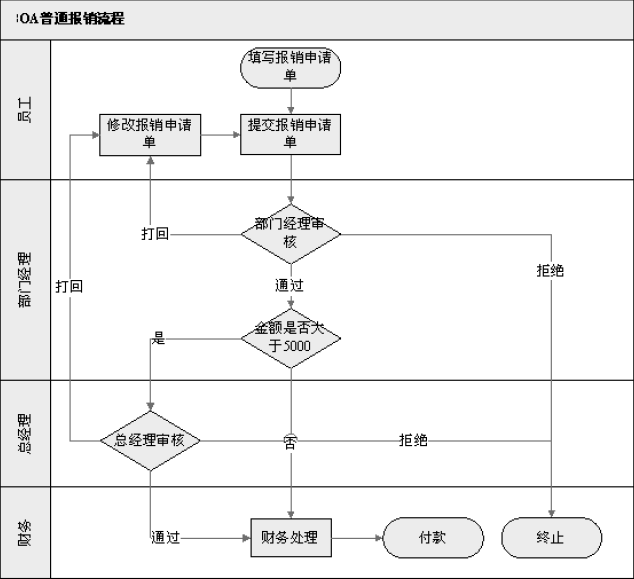 :OA普通报销流程
员工
填写报销申请
单
修改报销申请
单
提交报销申请
单
部门经理
部门经理审
核
打回
打回
拒绝
通过
金额是否大
于5000
是
总经理
总经理审核
否
拒绝
财务
通过
财务处理
付款
终止